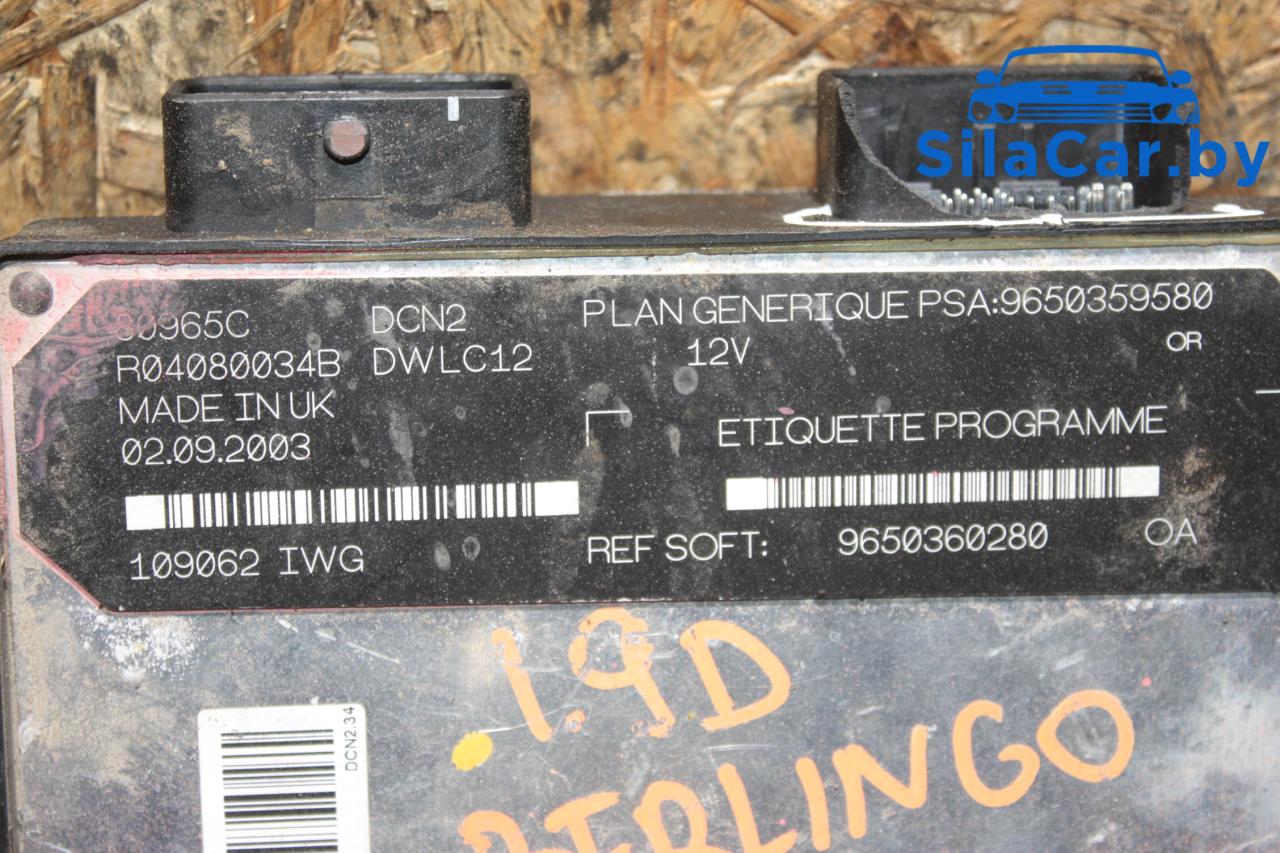 SilaCar.by
80965C DCN2 PLAN GENERIQUE PSA:9650359580
R04080034B DWLC12 12V OR
MADE IN UK
02.09.2003
ETIQUETTE PROGRAMME
109062 IWG
REF SOFT: 9650360280 OA
1.9D
BERLINGO
DCN2.34